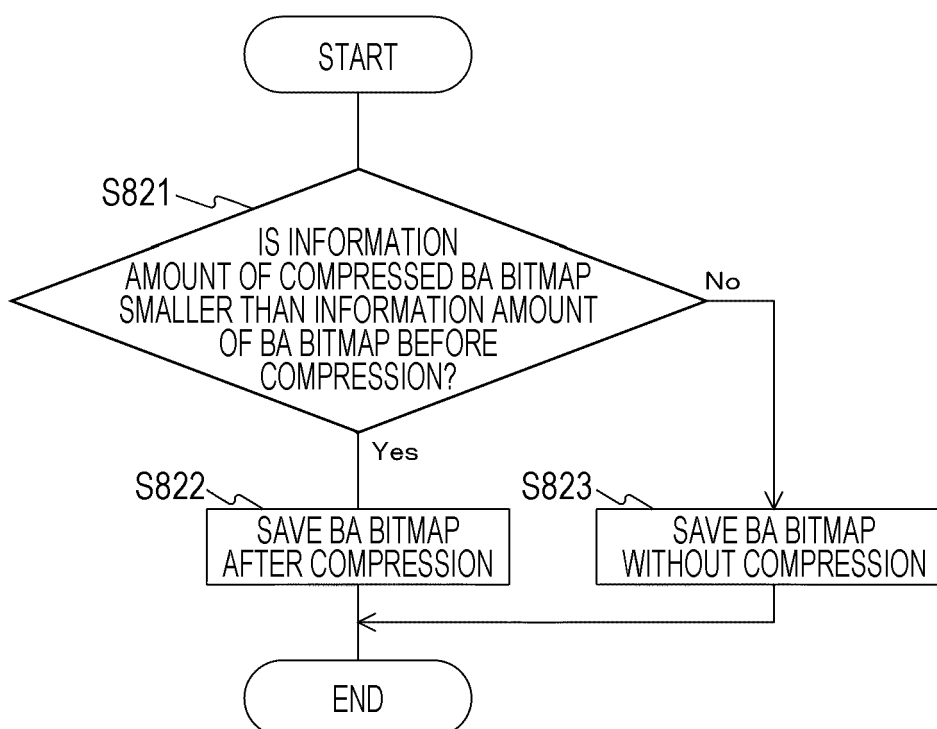 START
S821
IS INFORMATION
AMOUNT OF COMPRESSED BA BITMAP
SMALLER THAN INFORMATION AMOUNT
OF BA BITMAP BEFORE
COMPRESSION?
No
Yes
S822
SAVE BA BITMAP
AFTER COMPRESSION
S823
SAVE BA BITMAP
WITHOUT COMPRESSION
END